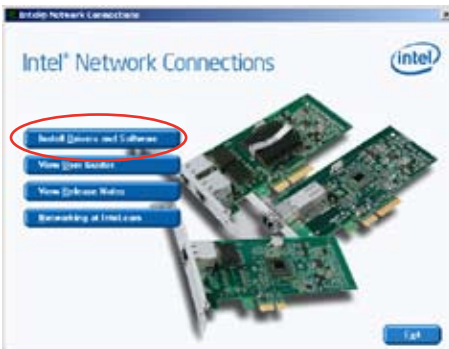 Intel® Network Connections
Intel® Network Connections
intel
Install Drivers and Software
View User Guides
View Release Notes
Networking at Intel.com
Exit